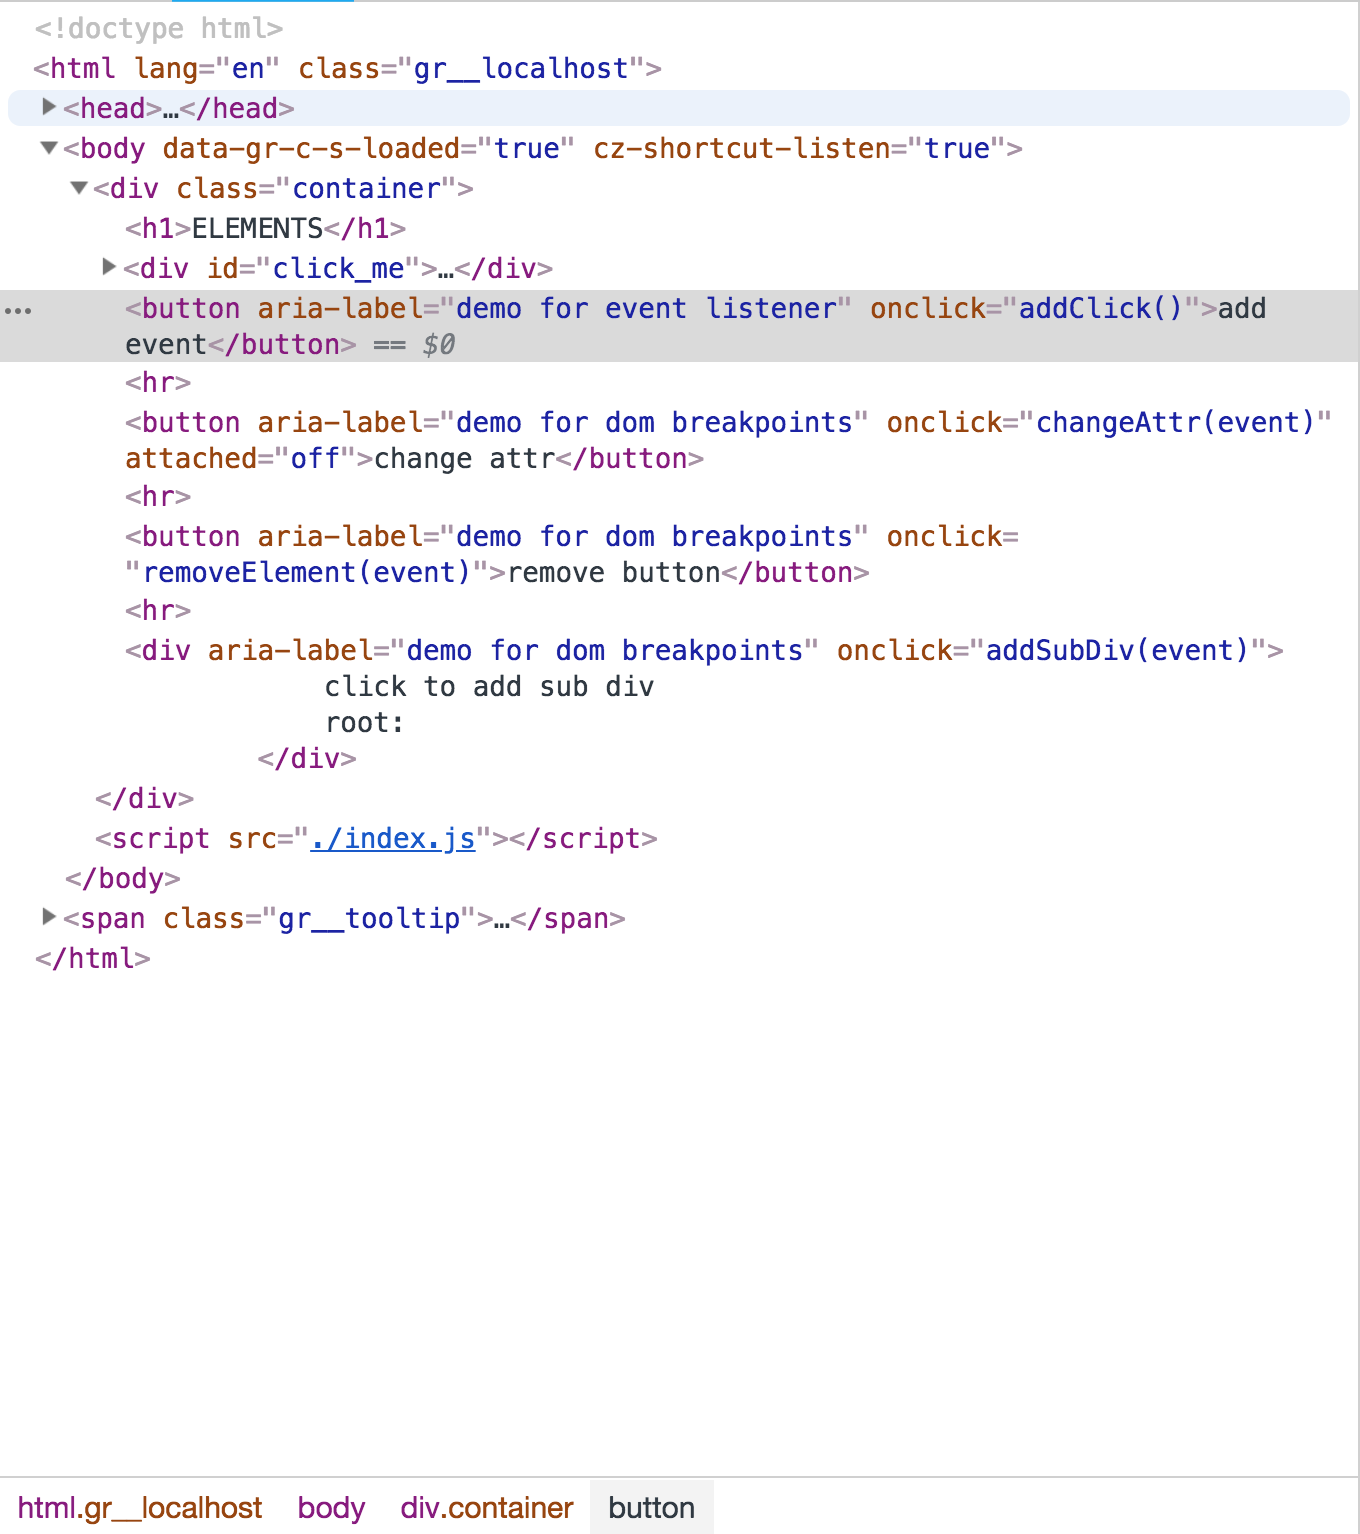 <!doctype html>
<html lang="en" class="gr__localhost">
<head>…</head>
<body data-gr-c-s-loaded="true" cz-shortcut-listen="true">
<div class="container">
<h1>ELEMENTS</h1>
<div id="click_me">…</div>
<button aria-label="demo for event listener" onclick="addClick()">add
event</button> == $0
<hr>
<button aria-label="demo for dom breakpoints" onclick="changeAttr(event)"
attached="off">change attr</button>
<hr>
<button aria-label="demo for dom breakpoints" onclick=
"removeElement(event)">remove button</button>
<hr>
<div aria-label="demo for dom breakpoints" onclick="addSubDiv(event)">
click to add sub div
root:
</div>
</div>
<script src="./index.js"></script>
</body>
<span class="gr__tooltip">…</span>
</html>
html.gr__localhost body div.container button